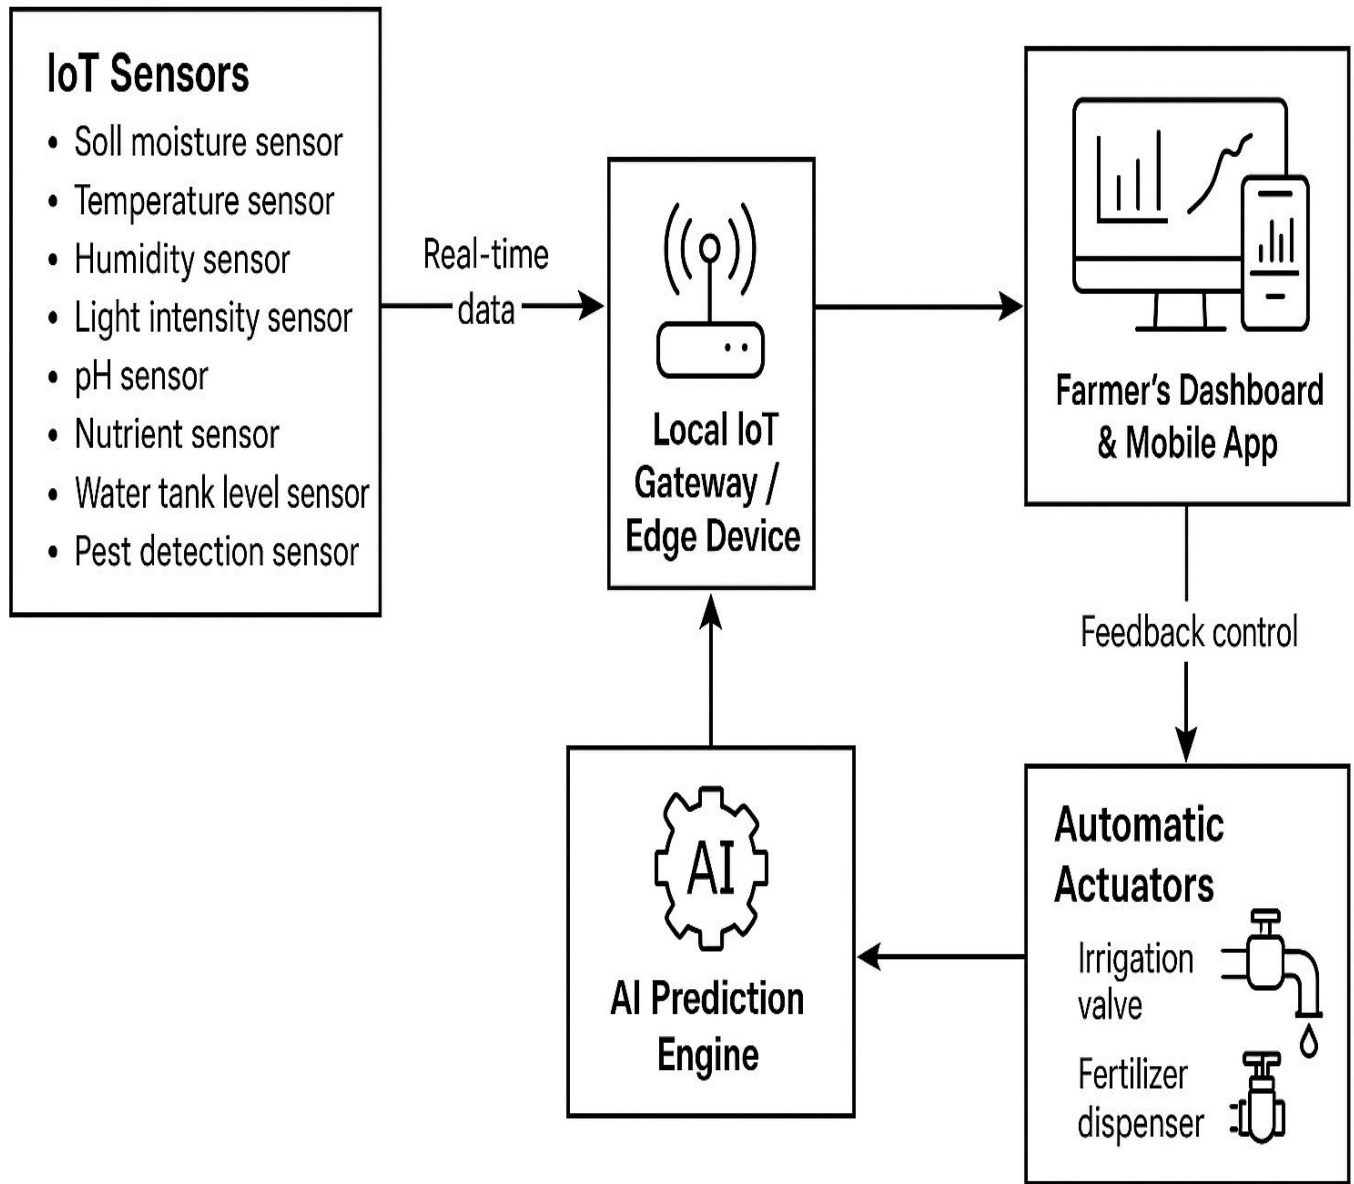 IoT Sensors
• Soll moisture sensor
• Temperature sensor
• Humidity sensor
• Light intensity sensor
• pH sensor
• Nutrient sensor
• Water tank level sensor
• Pest detection sensor
Real-time
data
Local IoT
Gateway /
Edge Device
Farmer's Dashboard
& Mobile App
Feedback control
Automatic
Actuators
Irrigation
valve
Fertilizer
dispenser
AI
AI Prediction
Engine